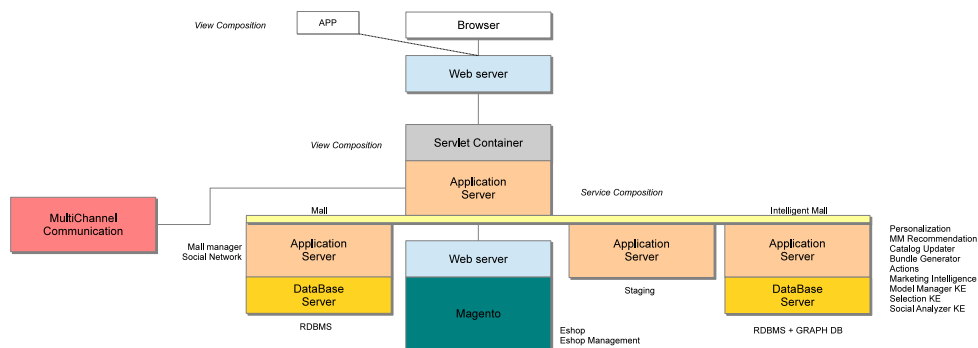 View Composition
APP
Browser
Web server
View Composition
Servlet Container
Application
Server
Service Composition
MultiChannel
Communication
Mall
Intelligent Mall
Mall manager
Social Network
Application
Server
DataBase
Server
RDBMS
Web server
Magento
Eshop
Eshop Management
Application
Server
Staging
Application
Server
DataBase
Server
RDBMS + GRAPH DB
Personalization
MM Recommendation
Catalog Updater
Bundle Generator
Actions
Marketing Intelligence
Model Manager KE
Selection KE
Social Analyzer KE